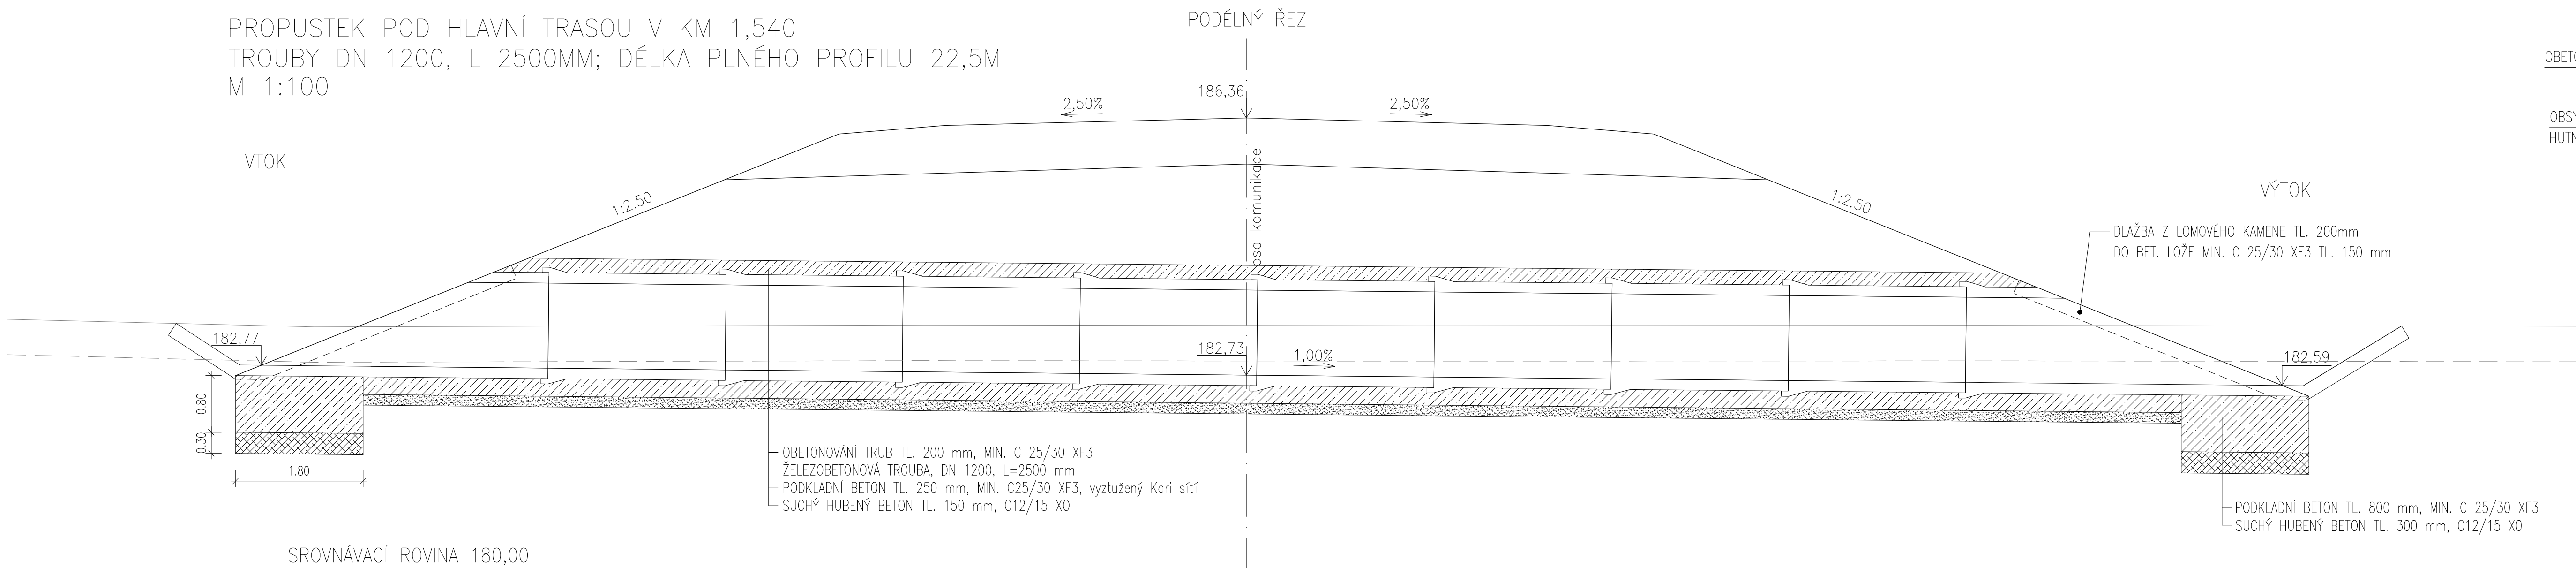 PROPUSTEK POD HLAVNÍ TRASOU V KM 1,540
TROUBY DN 1200, L 2500MM; DÉLKA PLNÉHO PROFILU 22,5M
M 1:100
PODÉLNÝ ŘEZ
VTOK
2,50%
186,36
2,50%
osa komunikace
1:2.50
1:2.50
VÝTOK
DLAŽBA Z LOMOVÉHO KAMENE TL. 200mm
DO BET. LOŽE MIN. C 25/30 XF3 TL. 150 mm
182,77
182,73
1,00%
182,59
0.80
0.30
1.80
OBETONOVÁNÍ TRUB TL. 200 mm, MIN. C 25/30 XF3
ŽELEZOBETONOVÁ TROUBA, DN 1200, L=2500 mm
PODKLADNÍ BETON TL. 250 mm, MIN. C25/30 XF3, vyztužený Kari sítí
SUCHÝ HUBENÝ BETON TL. 150 mm, C12/15 X0
PODKLADNÍ BETON TL. 800 mm, MIN. C 25/30 XF3
SUCHÝ HUBENÝ BETON TL. 300 mm, C12/15 X0
SROVNÁVACÍ ROVINA 180,00
OBETO
OBSY
HUTN